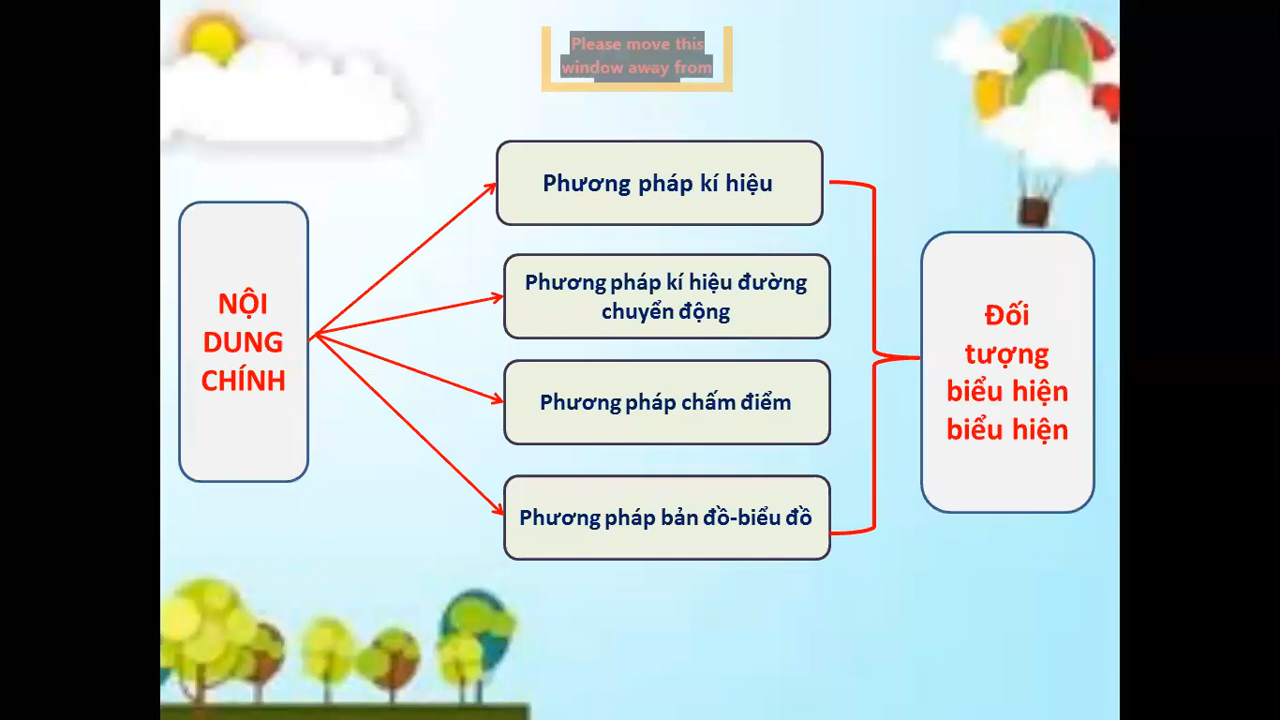 Please move this
window away from
Phương pháp kí hiệu
NỘI
DUNG
CHÍNH
Phương pháp kí hiệu đường
chuyển động
Phương pháp chấm điểm
Phương pháp bản đồ-biểu đồ
Đối
tượng
biểu hiện
biểu hiện